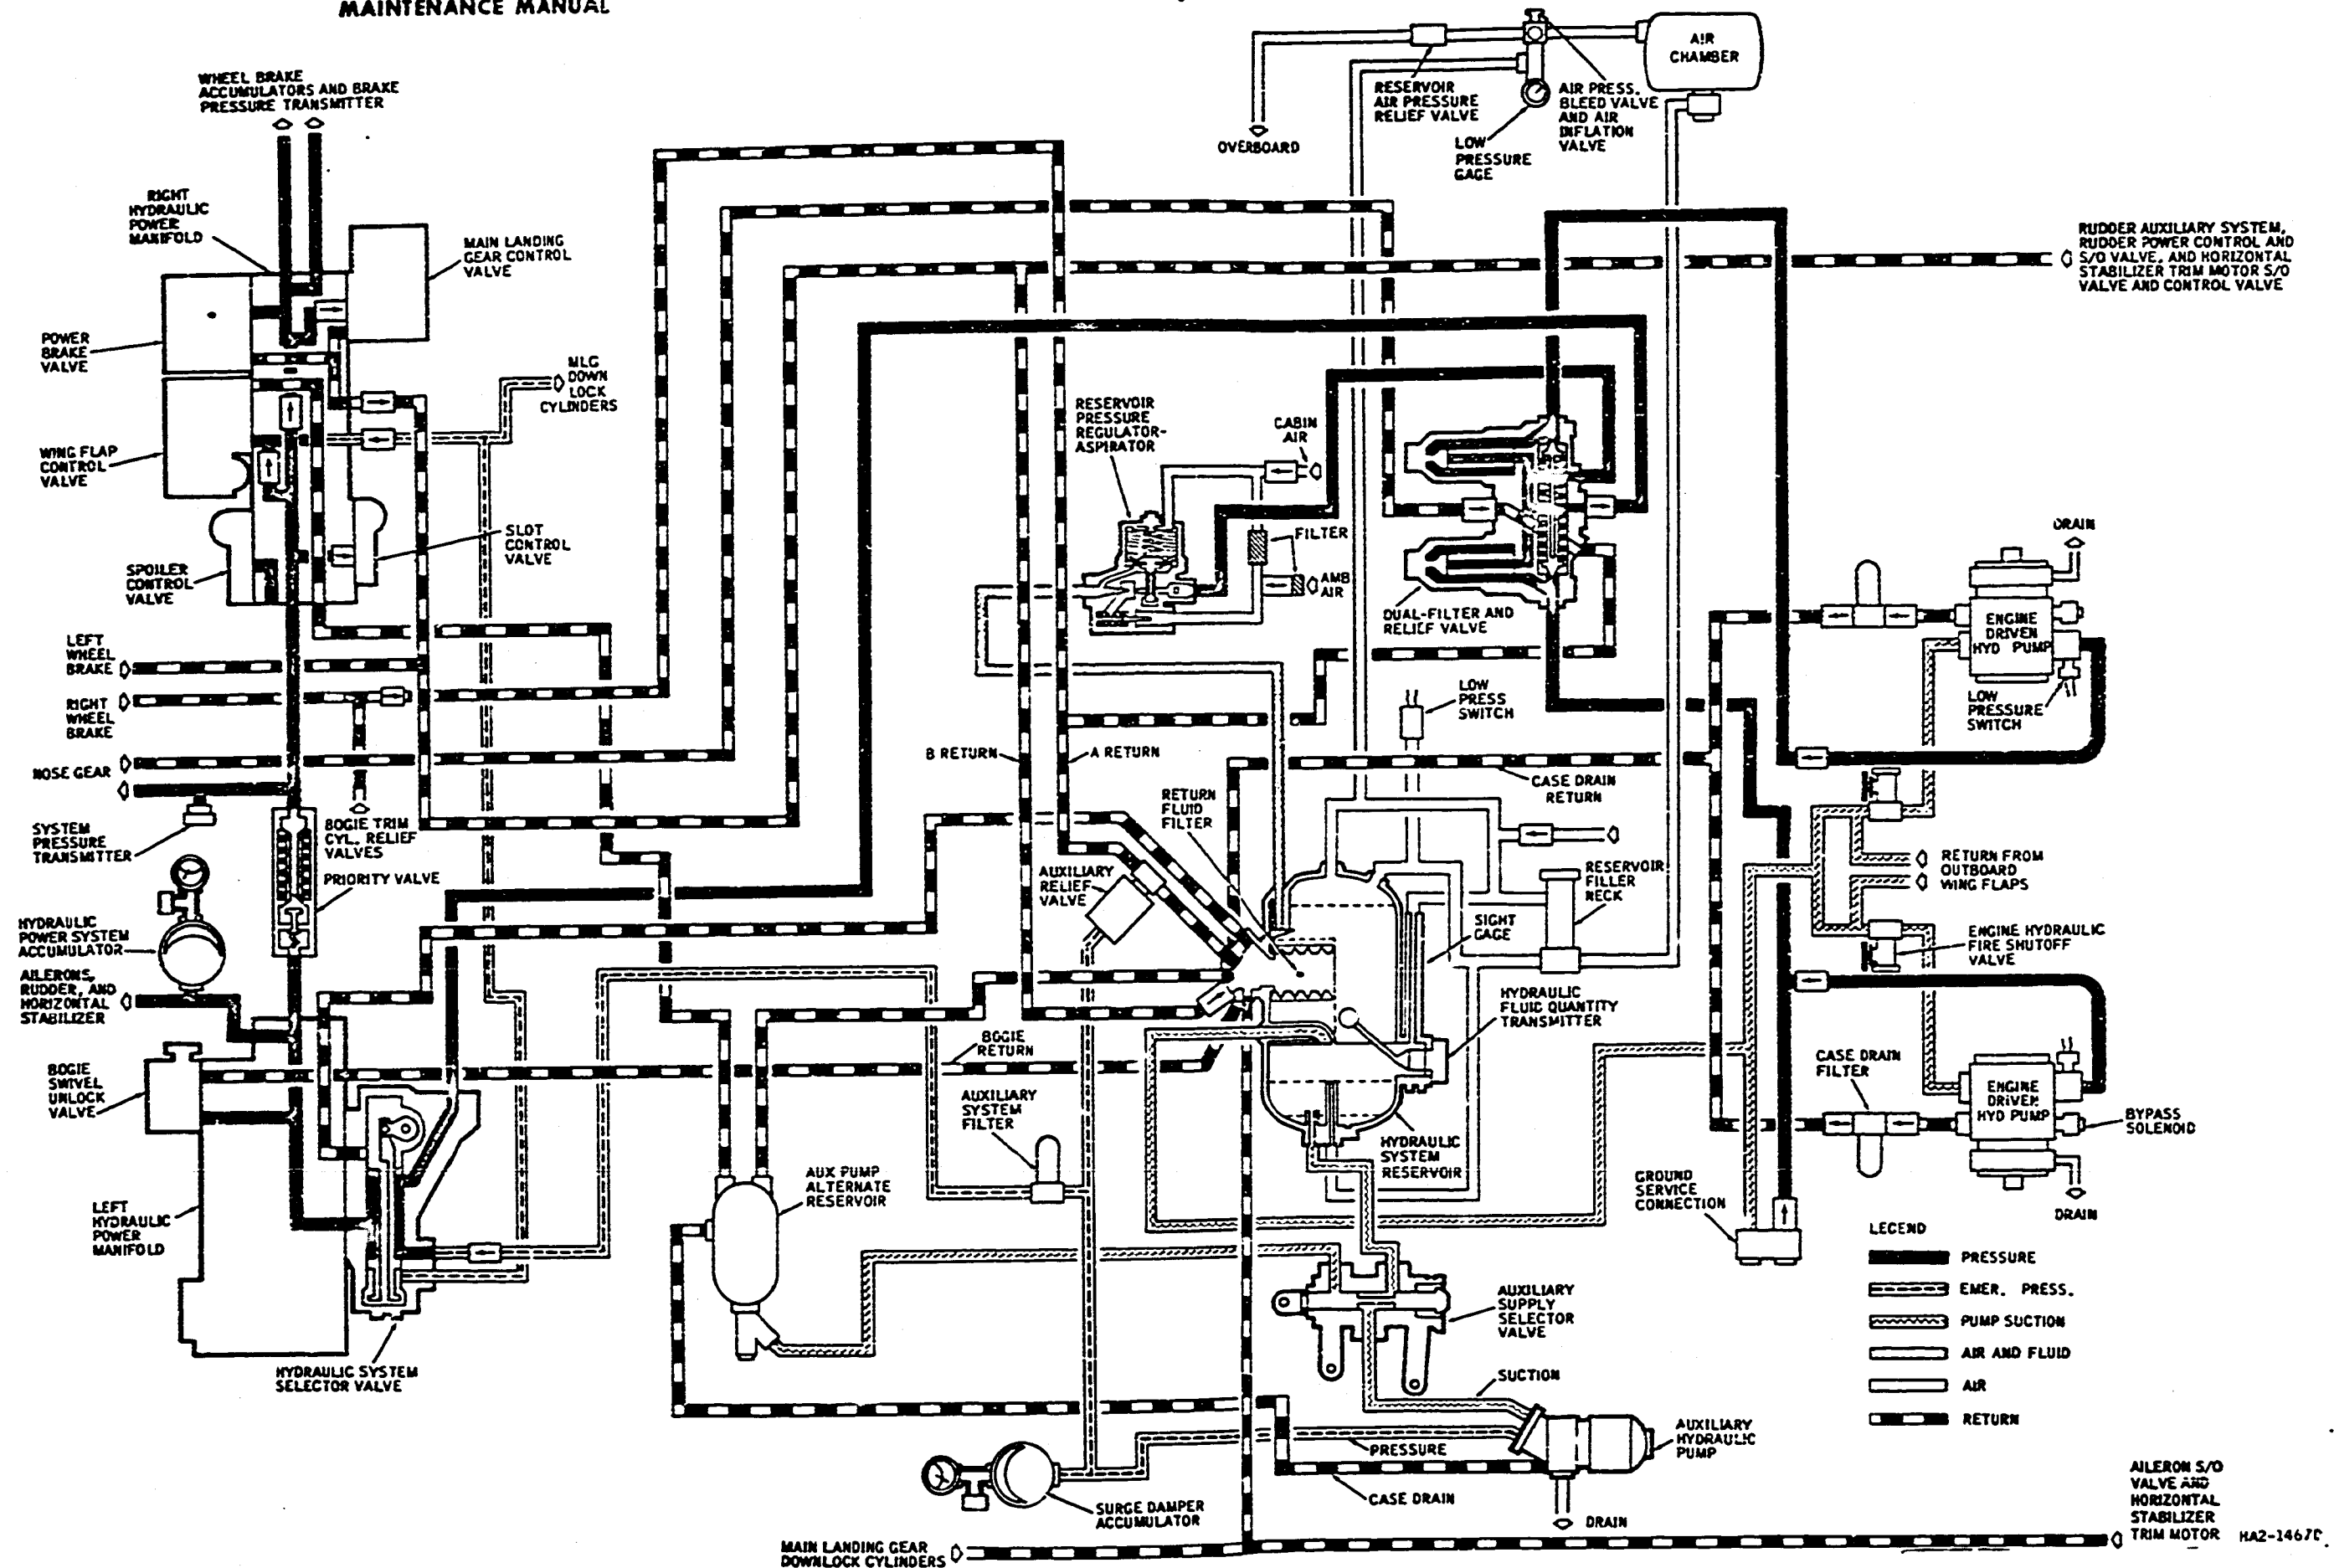 MAINTENANCE MANUAL
WHEEL BRAKE
ACCUMULATORS AND BRAKE
PRESSURE TRANSMITTER
RIGHT
HYDRAULIC
POWER
MANIFOLD
MAIN LANDING
GEAR CONTROL
VALVE
POWER
BRAKE
VALVE
MLG
DOWN
LOCK
CYLINDERS
WING FLAP
CONTROL
VALVE
SLOT
CONTROL
VALVE
SPOILER
CONTROL
VALVE
LEFT
WHEEL
BRAKE
RIGHT
WHEEL
BRAKE
NOSE GEAR
SYSTEM
PRESSURE
TRANSMITTER
BOGIE TRIM
CYL. RELIEF
VALVES
PRIORITY VALVE
HYDRAULIC
POWER SYSTEM
ACCUMULATOR
AILERONS,
RUDDER, AND
HORIZONTAL
STABILIZER
BOGIE
SWIVEL
UNLOCK
VALVE
LEFT
HYDRAULIC
POWER
MANIFOLD
HYDRAULIC SYSTEM
SELECTOR VALVE
OVERBOARD
RESERVOIR
AIR PRESSURE
RELIEF VALVE
LOW
PRESSURE
GAGE
AIR PRESS.
BLEED VALVE
AND AIR
INFLATION
VALVE
AIR
CHAMBER
RUDDER AUXILIARY SYSTEM,
RUDDER POWER CONTROL AND
S/O VALVE, AND HORIZONTAL
STABILIZER TRIM MOTOR S/O
VALVE AND CONTROL VALVE
RESERVOIR
PRESSURE
REGULATOR-
ASPIRATOR
CABIN
AIR
FILTER
AMB
AIR
DUAL-FILTER AND
RELIEF VALVE
LOW
PRESS
SWITCH
B RETURN
A RETURN
CASE DRAIN
RETURN
RETURN
FLUID
FILTER
AUXILIARY
RELIEF
VALVE
SIGHT
GAGE
RESERVOIR
FILLER
NECK
HYDRAULIC
FLUID QUANTITY
TRANSMITTER
BOGIE
RETURN
AUXILIARY
SYSTEM
FILTER
HYDRAULIC
SYSTEM
RESERVOIR
AUX PUMP
ALTERNATE
RESERVOIR
AUXILIARY
SUPPLY
SELECTOR
VALVE
SUCTION
PRESSURE
CASE DRAIN
AUXILIARY
HYDRAULIC
PUMP
DRAIN
SURGE DAMPER
ACCUMULATOR
MAIN LANDING GEAR
DOWNLOCK CYLINDERS
DRAIN
ENGINE
DRIVEN
HYD PUMP
LOW
PRESSURE
SWITCH
RETURN FROM
OUTBOARD
WING FLAPS
ENGINE HYDRAULIC
FIRE SHUTOFF
VALVE
CASE DRAIN
FILTER
ENGINE
DRIVEN
HYD PUMP
BYPASS
SOLENOID
DRAIN
GROUND
SERVICE
CONNECTION
LEGEND
PRESSURE
EMER. PRESS.
PUMP SUCTION
AIR AND FLUID
AIR
RETURN
AILERON S/O
VALVE AND
HORIZONTAL
STABILIZER
TRIM MOTOR